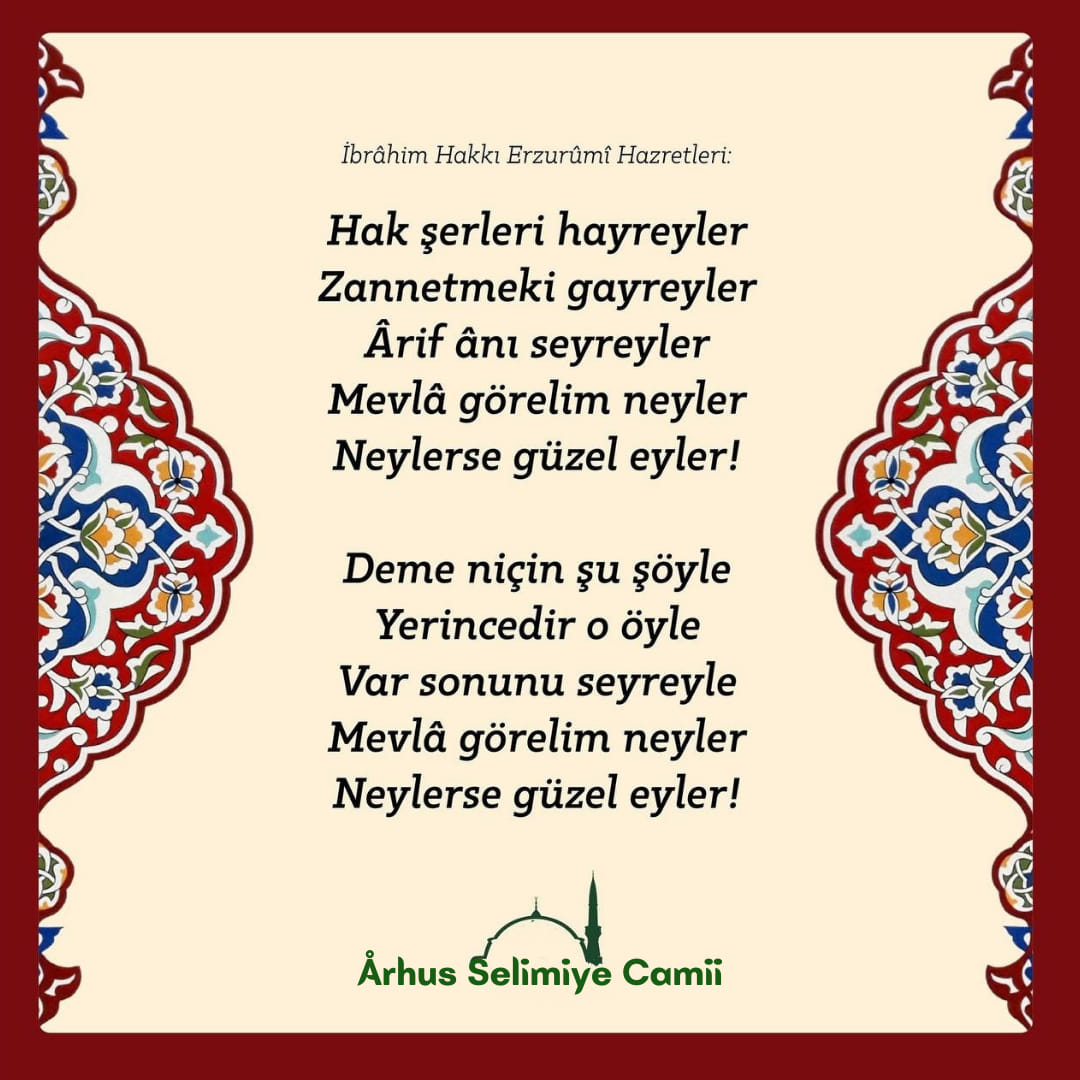 İbrâhim Hakkı Erzurûmî Hazretleri:
Hak şerleri hayreyler
Zannetmeki gayreyler
Ârif ânı seyreyler
Mevlâ görelim neyler
Neylerse güzel eyler!
Deme niçin şu şöyle
Yerincedir o öyle
Var sonunu seyreyle
Mevlâ görelim neyler
Neylerse güzel eyler!
Århus Selimiye Camii